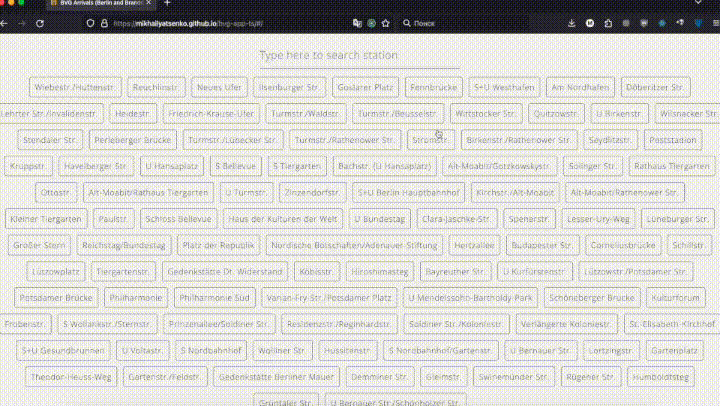 BVG Arrivals (Berlin and Brande
https://mikhailyatsenko.github.io/bvg-app-ts/#/
Поиск
Type here to search station
Wiebestr./Huttenstr. Reuchlinstr. Neues Ufer Ilsenburger Str. Goslarer Platz Fennbrücke S+U Westhafen Am Nordhafen Döberitzer Str.
Lehrter Str./Invalidenstr. Heidestr. Friedrich-Krause-Ufer Turmstr./Waldstr. Turmstr./Beusselstr. Wittstocker Str. Quitzowstr. U Birkenstr. Wilsnacker Str.
Stendaler Str. Perleberger Brücke Turmstr./Lübecker Str. Turmstr./Rathenower Str. Stromstr. Birkenstr./Rathenower Str. Seydlitzstr. Poststadion
Kruppstr. Havelberger Str. U Hansaplatz S Bellevue S Tiergarten Bachstr. (U Hansaplatz) Alt-Moabit/Gotzkowskystr. Solinger Str. Rathaus Tiergarten
Ottostr. Alt-Moabit/Rathaus Tiergarten U Turmstr. Zinzendorfstr. S+U Berlin Hauptbahnhof Kirchstr./Alt-Moabit Alt-Moabit/Rathenower Str.
Kleiner Tiergarten Paulstr. Schloss Bellevue Haus der Kulturen der Welt U Bundestag Clara-Jaschke-Str. Spenerstr. Lesser-Ury-Weg Lüneburger Str.
Großer Stern Reichstag/Bundestag Platz der Republik Nordische Botschaften/Adenauer-Stiftung Hertzallee Budapester Str. Corneliusbrücke Schillstr.
Lützowplatz Tiergartenstr. Gedenkstätte Dt. Widerstand Köbisstr. Hiroshimasteg Bayreuther Str. U Kurfürstenstr. Lützowstr./Potsdamer Str.
Potsdamer Brücke Philharmonie Philharmonie Süd Varian-Fry-Str./Potsdamer Platz U Mendelssohn-Bartholdy-Park Schöneberger Brücke Kulturforum
Frobenstr. S Wollankstr./Sternstr. Prinzenallee/Soldiner Str. Residenzstr./Reginhardstr. Soldiner Str./Koloniestr. Verlängerte Koloniestr. St. Elisabeth-Kirchhof
S+U Gesundbrunnen U Voltastr. S Nordbahnhof Wolliner Str. Hussitenstr. S Nordbahnhof/Gartenstr. U Bernauer Str. Lortzingstr. Gartenplatz
Theodor-Heuss-Weg Gartenstr./Feldstr. Gedenkstätte Berliner Mauer Demminer Str. Gleimstr. Swinemünder Str. Rügener Str. Humboldtsteg
Grüntaler Str. U Bernauer Str./Schönholzer Str.